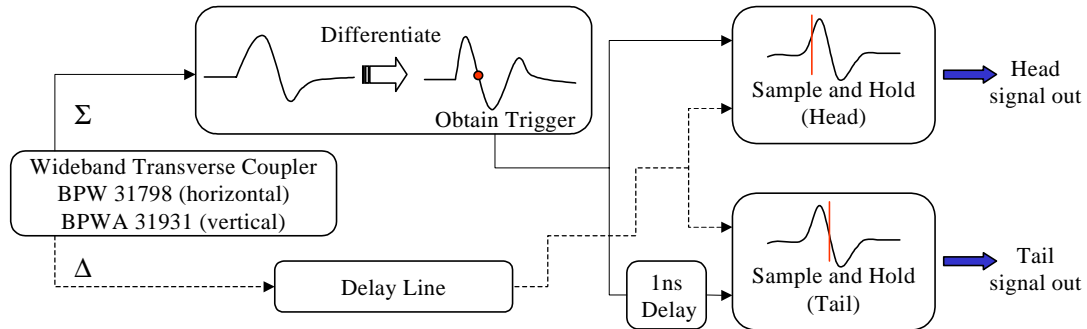 Differentiate
Obtain Trigger
Σ
Wideband Transverse Coupler
BPW 31798 (horizontal)
BPWA 31931 (vertical)
Δ
Delay Line
1ns
Delay
Sample and Hold
(Head)
Head
signal out
Sample and Hold
(Tail)
Tail
signal out